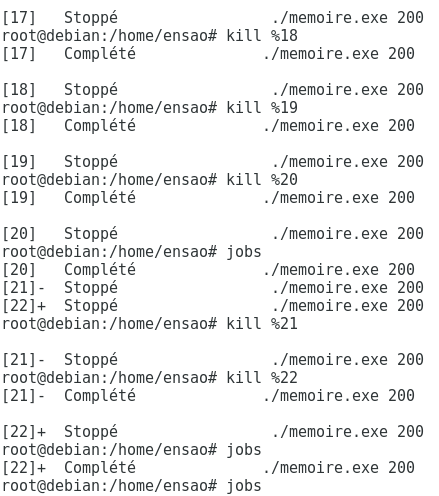 [17]   Stoppé                 ./memoire.exe 200
root@debian:/home/ensao# kill %18
[17]   Complété              ./memoire.exe 200
[18]   Stoppé                 ./memoire.exe 200
root@debian:/home/ensao# kill %19
[18]   Complété              ./memoire.exe 200
[19]   Stoppé                 ./memoire.exe 200
root@debian:/home/ensao# kill %20
[19]   Complété              ./memoire.exe 200
[20]   Stoppé                 ./memoire.exe 200
root@debian:/home/ensao# jobs
[20]   Complété              ./memoire.exe 200
[21]-  Stoppé                 ./memoire.exe 200
[22]+  Stoppé                 ./memoire.exe 200
root@debian:/home/ensao# kill %21
[21]-  Stoppé                 ./memoire.exe 200
root@debian:/home/ensao# kill %22
[21]-  Complété              ./memoire.exe 200
[22]+  Stoppé                 ./memoire.exe 200
root@debian:/home/ensao# jobs
[22]+  Complété              ./memoire.exe 200
root@debian:/home/ensao# jobs